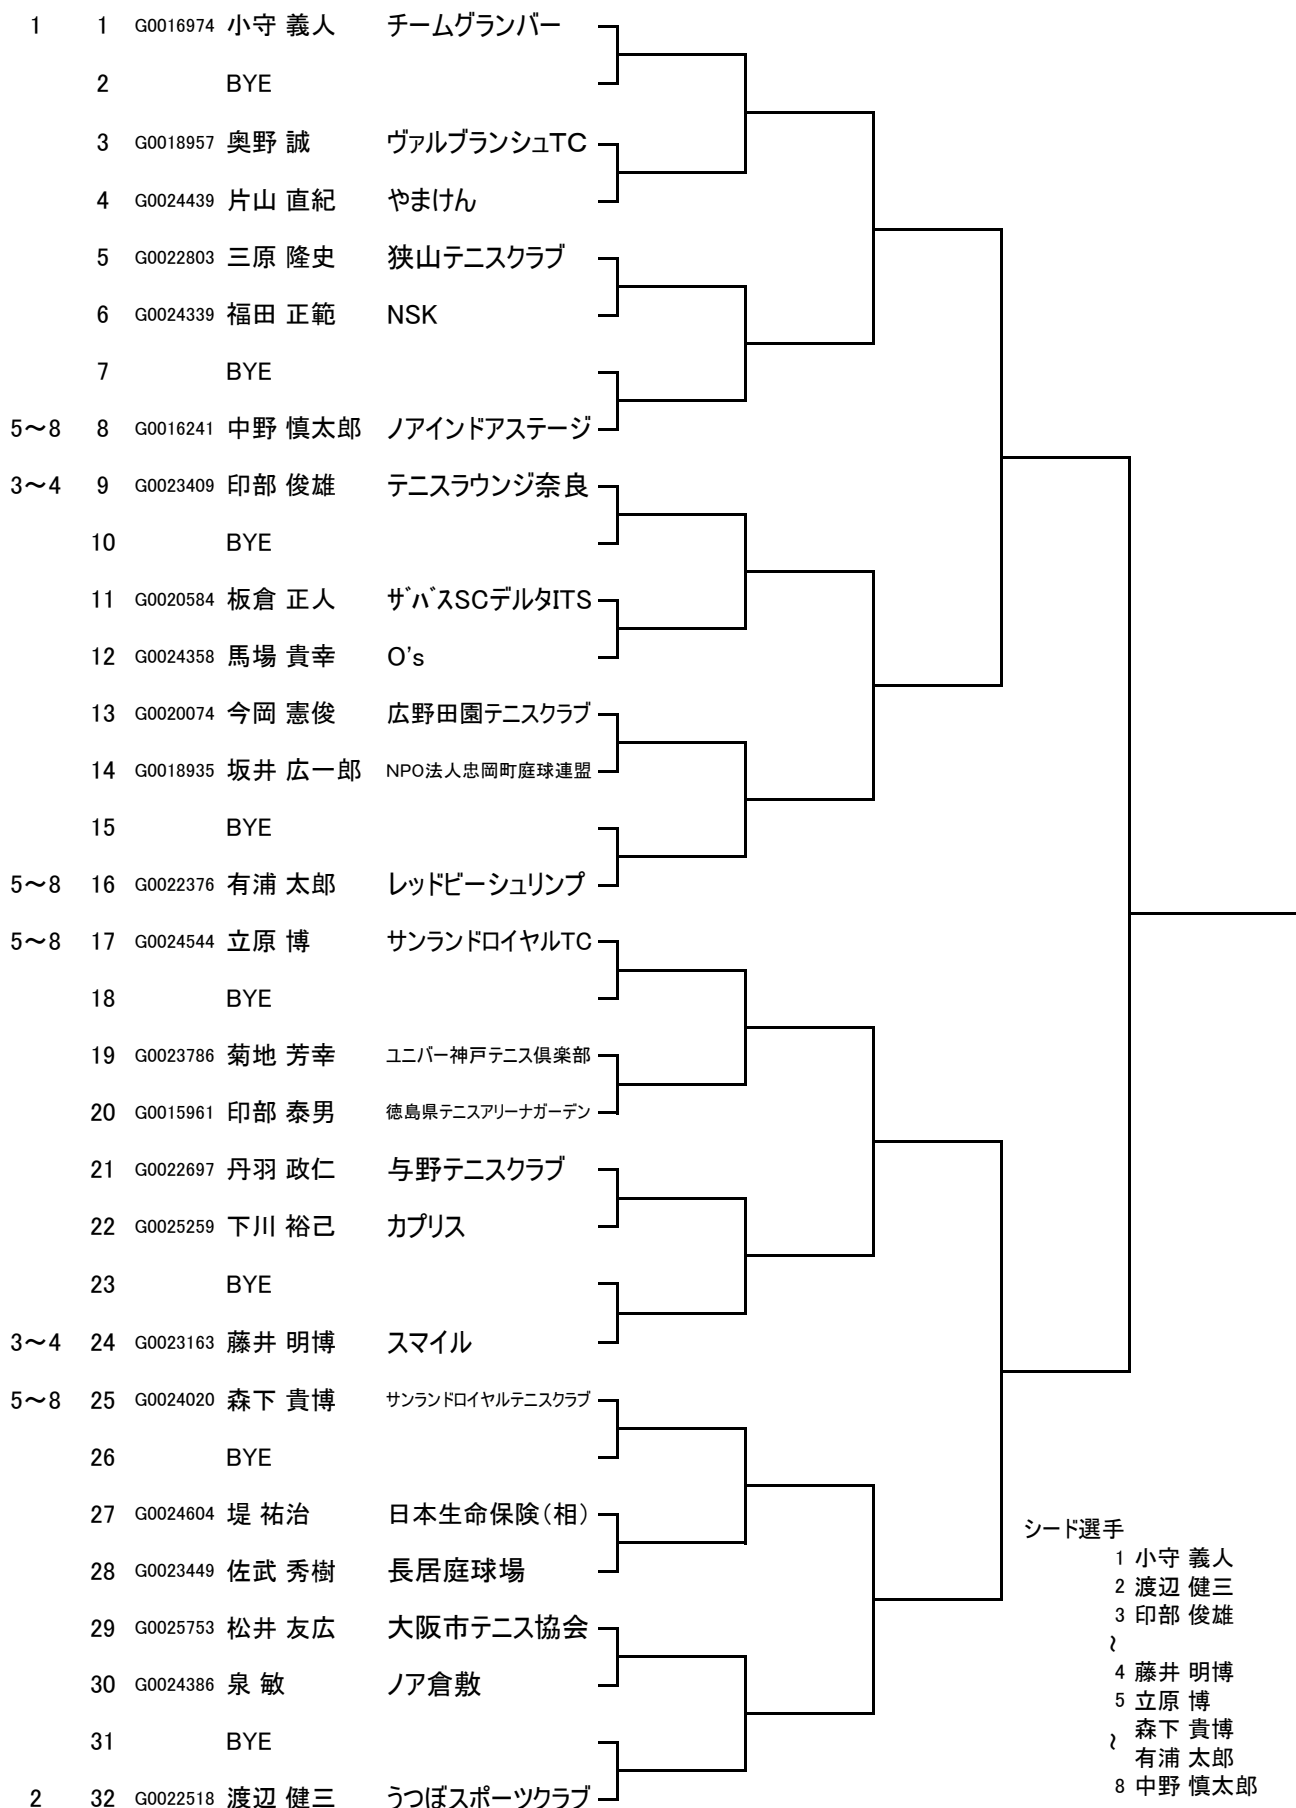 1 1 G0016974 小守 義人 チームグランバー
2 BYE
3 G0018957 奥野 誠 ヴァルブランシュTC
4 G0024439 片山 直紀 やまけん
5 G0022803 三原 隆史 狭山テニスクラブ
6 G0024339 福田 正範 NSK
7 BYE
5～8 8 G0016241 中野 慎太郎 ノアインドアステージ
3～4 9 G0023409 印部 俊雄 テニスラウンジ奈良
10 BYE
11 G0020584 板倉 正人 ザバスSCデルタITS
12 G0024358 馬場 貴幸 O's
13 G0020074 今岡 憲俊 広野田園テニスクラブ
14 G0018935 坂井 広一郎 NPO法人忠岡町庭球連盟
15 BYE
5～8 16 G0022376 有浦 太郎 レッドビーシュリンプ
5～8 17 G0024544 立原 博 サンランドロイヤルTC
18 BYE
19 G0023786 菊地 芳幸 ユニバー神戸テニス倶楽部
20 G0015961 印部 泰男 徳島県テニスアリーナガーデン
21 G0022697 丹羽 政仁 与野テニスクラブ
22 G0025259 下川 裕己 カプリス
23 BYE
3～4 24 G0023163 藤井 明博 スマイル
5～8 25 G0024020 森下 貴博 サンランドロイヤルテニスクラブ
26 BYE
27 G0024604 堤 祐治 日本生命保険（相）
28 G0023449 佐武 秀樹 長居庭球場
29 G0025753 松井 友広 大阪市テニス協会
30 G0024386 泉 敏 ノア倉敷
31 BYE
2 32 G0022518 渡辺 健三 うつぼスポーツクラブ
シード選手
1 小守 義人
2 渡辺 健三
3 印部 俊雄
～
4 藤井 明博
5 立原 博
～ 森下 貴博
有浦 太郎
8 中野 慎太郎